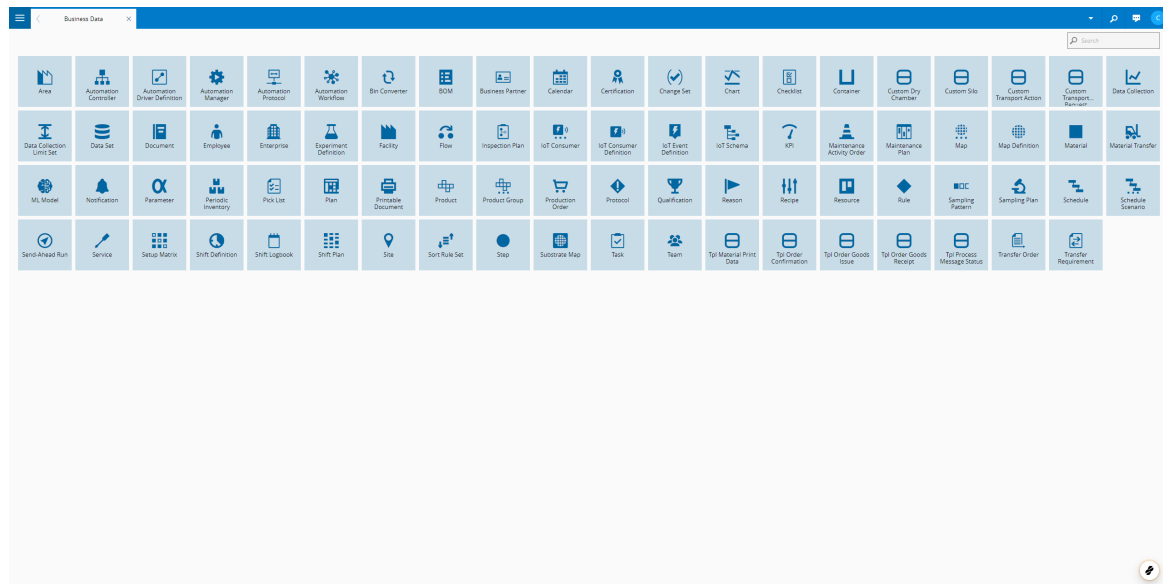 Business Data
C
Search
Area
Automation
Controller
Automation
Driver Definition
Automation
Manager
Automation
Protocol
Automation
Workflow
Bin Converter
BOM
Business Partner
Calendar
Certification
Change Set
Chart
Checklist
Container
Custom Dry
Chamber
Custom Silo
Custom
Transport Action
Custom
Transport...
Request
Data Collection
Data Collection
Limit Set
Data Set
Document
Employee
Enterprise
Experiment
Definition
Facility
Flow
Inspection Plan
IoT Consumer
IoT Consumer
Definition
IoT Event
Definition
IoT Schema
KPI
Maintenance
Activity Order
Maintenance
Plan
Map
Map Definition
Material
Material Transfer
ML Model
Notification
Parameter
Periodic
Inventory
Pick List
Plan
Printable
Document
Product
Product Group
Production
Order
Protocol
Qualification
Reason
Recipe
Resource
Rule
Sampling
Pattern
Sampling Plan
Schedule
Schedule
Scenario
Send-Ahead Run
Service
Setup Matrix
Shift Definition
Shift Logbook
Shift Plan
Site
Sort Rule Set
Step
Substrate Map
Task
Team
Tpl Material Print
Data
Tpl Order
Confirmation
Tpl Order Goods
Issue
Tpl Order Goods
Receipt
Tpl Process
Message Status
Transfer Order
Transfer
Requirement